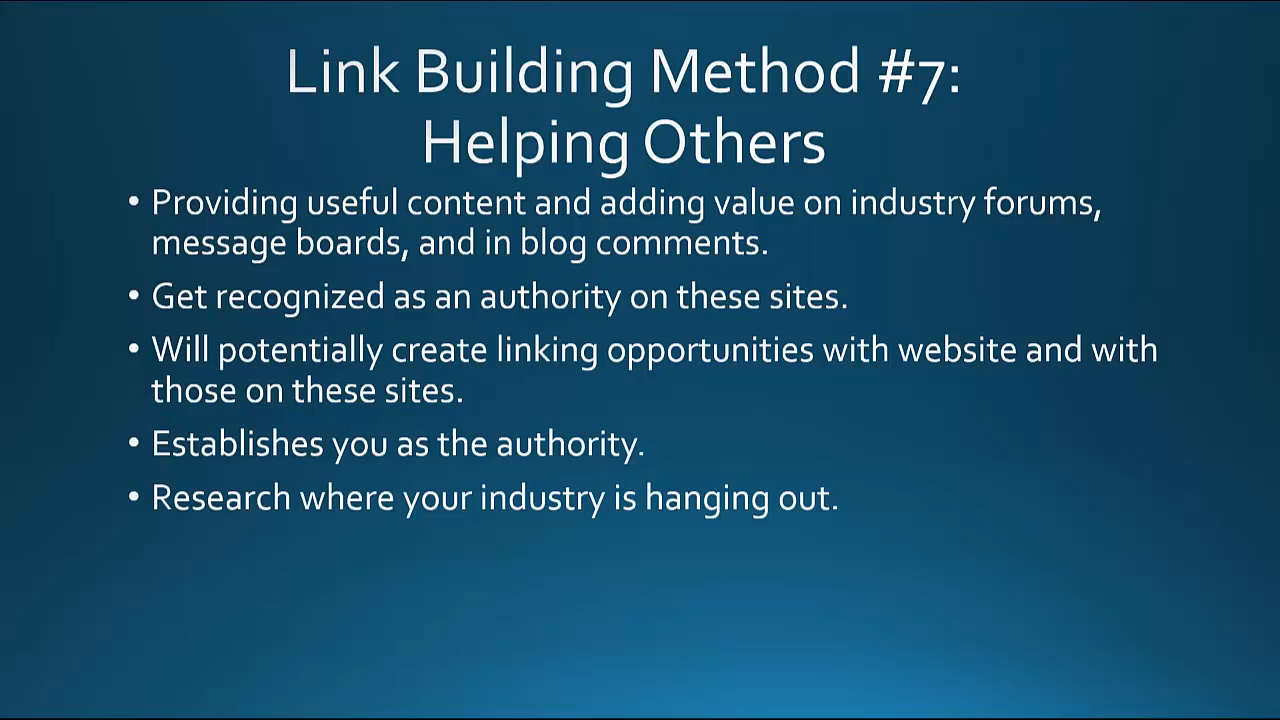 Link Building Method #7:
Helping Others
• Providing useful content and adding value on industry forums,
message boards, and in blog comments.
• Get recognized as an authority on these sites.
• Will potentially create linking opportunities with website and with
those on these sites.
• Establishes you as the authority.
• Research where your industry is hanging out.